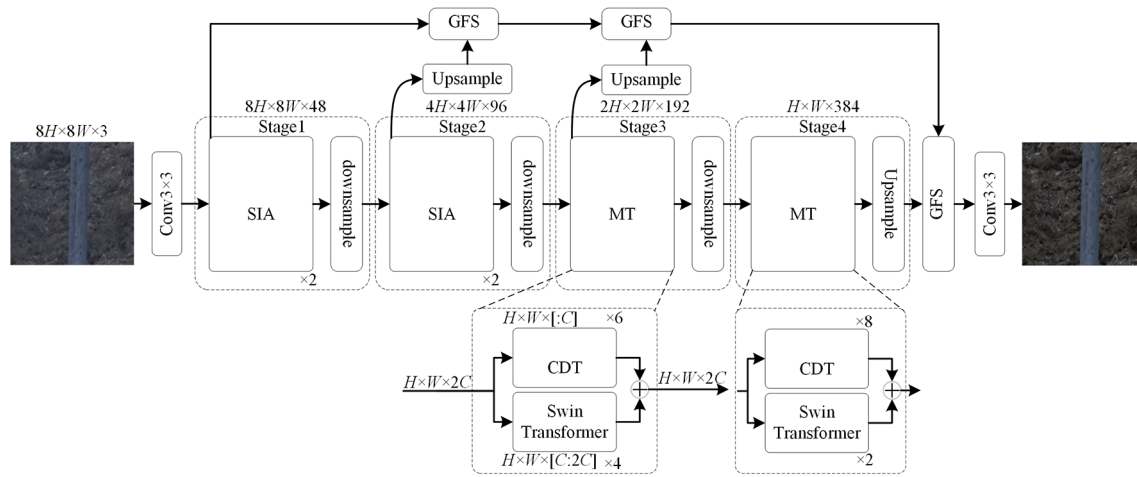 GFS
GFS
Upsample
Upsample
8H×8W×3
8H×8W×48
4H×4W×96
2H×2W×192
H×W×384
Stage1
Stage2
Stage3
Stage4
Conv3×3
SIA
downsample
SIA
downsample
MT
downsample
MT
Upsample
GFS
Conv3×3
×2
×2
H×W×[:C]
×6
×8
CDT
CDT
H×W×2C
H×W×2C
+
+
Swin
Transformer
Swin
Transformer
H×W×[C:2C]
×4
×2